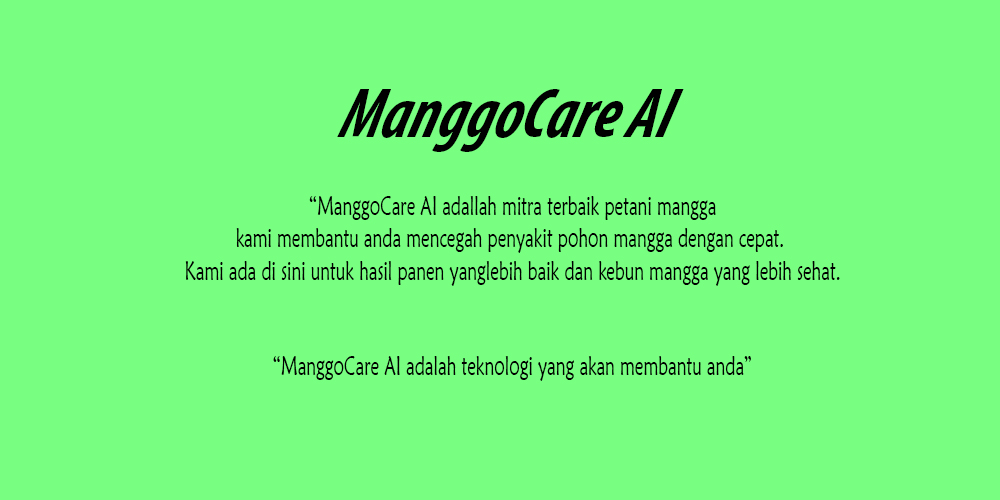 ManggoCare AI
“ManggoCare AI adallah mitra terbaik petani mangga
kami membantu anda mencegah penyakit pohon mangga dengan cepat.
Kami ada di sini untuk hasil panen yanglebih baik dan kebun mangga yang lebih sehat.
“ManggoCare AI adalah teknologi yang akan membantu anda”